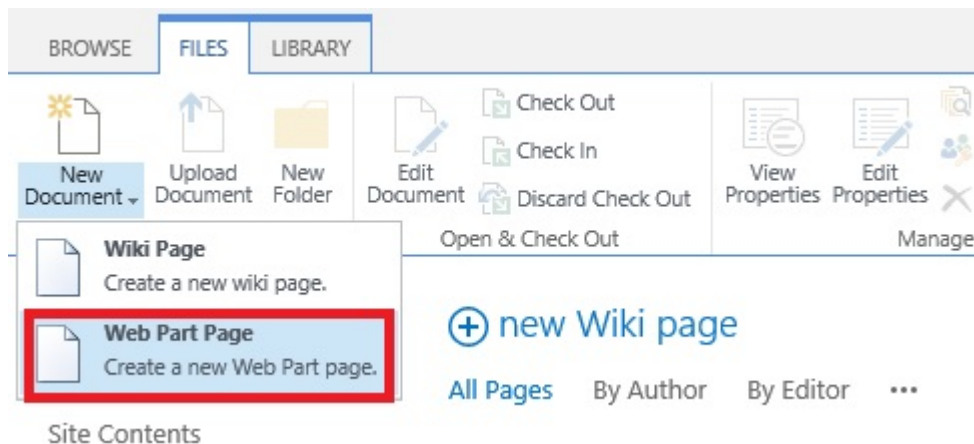 BROWSE
FILES
LIBRARY
New
Document
Upload
Document
New
Folder
Edit
Document
Check Out
Check In
Discard Check Out
View
Properties
Edit
Properties
Open & Check Out
Manage
Wiki Page
Create a new wiki page.
Web Part Page
Create a new Web Part page.
new Wiki page
All Pages By Author By Editor •••
Site Contents